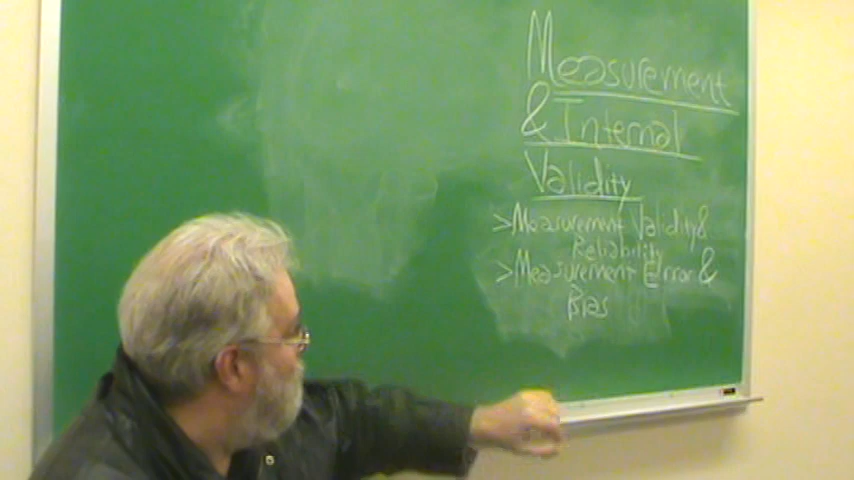 Measurement
& Internal
Validity
>Measurement Validity &
Reliability
>Measurement Error &
Bias